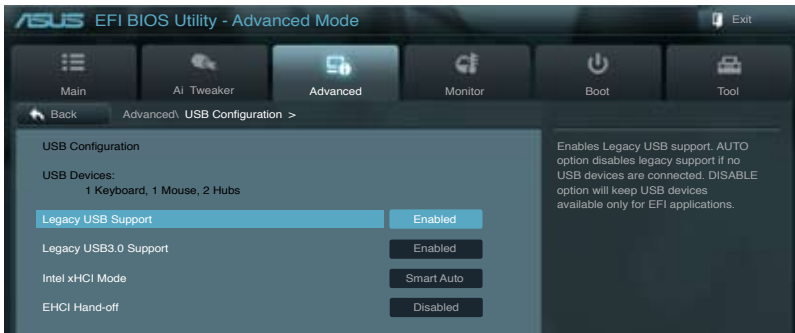 ASUS EFI BIOS Utility - Advanced Mode
Exit
Main
Ai Tweaker
Advanced
Monitor
Boot
Tool
Back
Advanced\ USB Configuration >
USB Configuration
USB Devices:
1 Keyboard, 1 Mouse, 2 Hubs
Legacy USB Support Enabled
Legacy USB3.0 Support Enabled
Intel xHCI Mode Smart Auto
EHCI Hand-off Disabled
Enables Legacy USB support. AUTO
option disables legacy support if no
USB devices are connected. DISABLE
option will keep USB devices
available only for EFI applications.